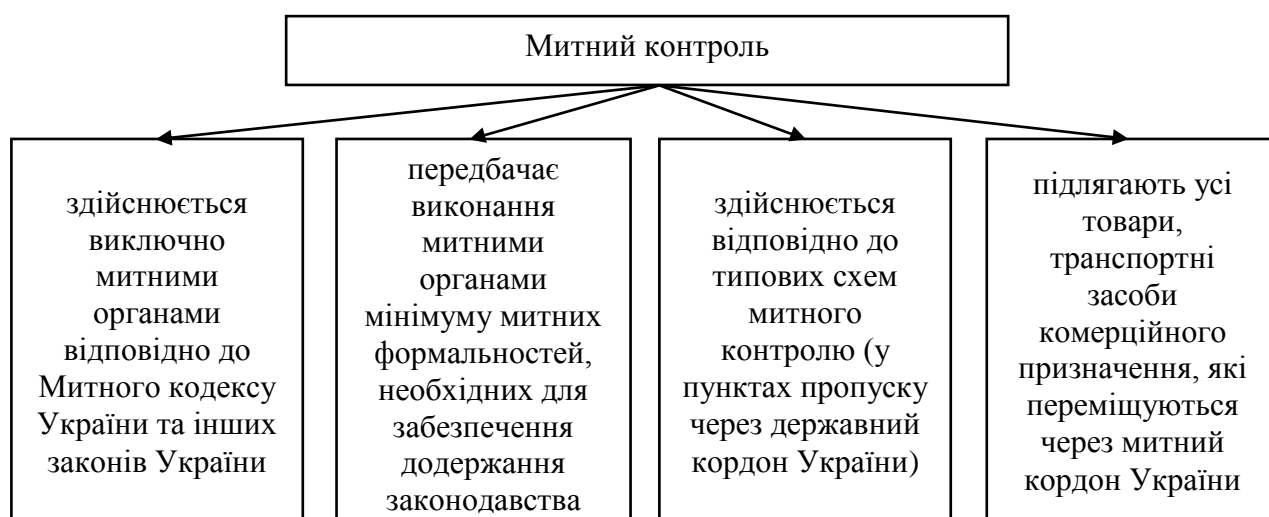 Митний контроль
здійснюється
виключно
митними
органами
відповідно до
Митного кодексу
України та інших
законів України
передбачає
виконання
митними
органами
мінімуму митних
формальностей,
необхідних для
забезпечення
додержання
законодавства
здійснюється
відповідно до
типових схем
митного
контролю (у
пунктах пропуску
через державний
кордон України)
підлягають усі
товари,
транспортні
засоби
комерційного
призначення, які
переміщуються
через митний
кордон України